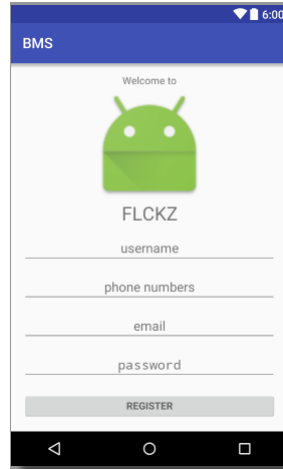 6:00
BMS
Welcome to
FLCKZ
username
phone numbers
email
password
REGISTER